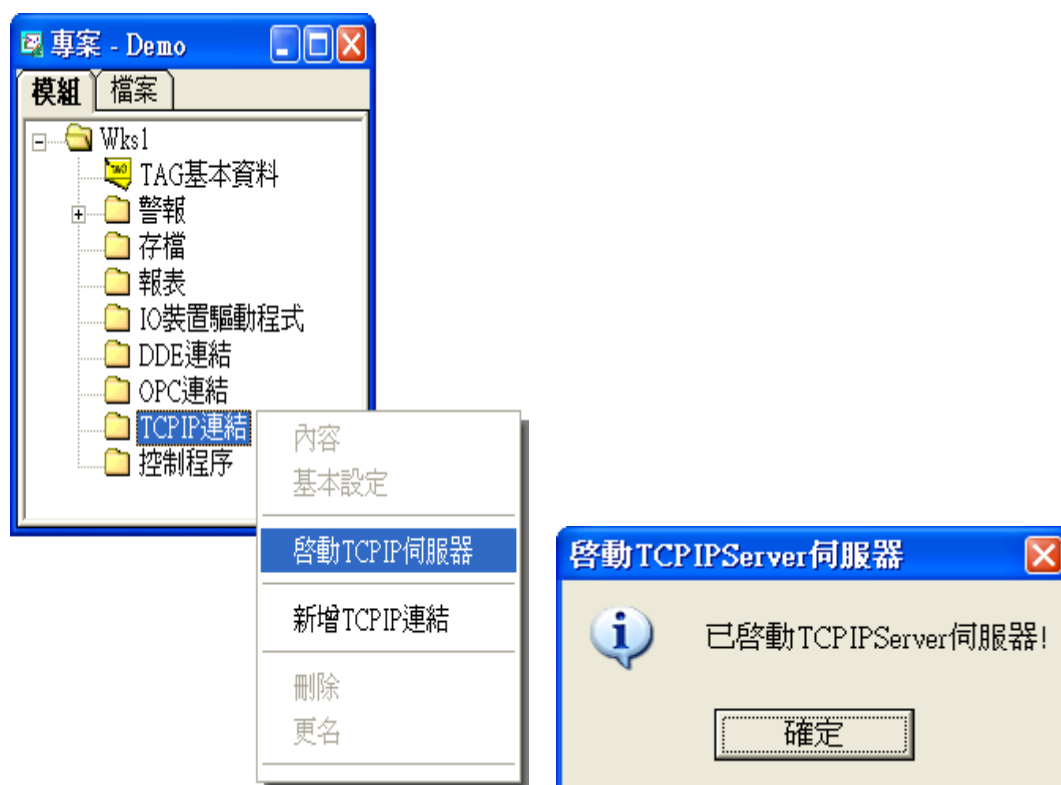 專案 - Demo
模組 檔案
Wks1
TAG基本資料
警報
存檔
報表
IO裝置驅動程式
DDE連結
OPC連結
TCPIP連結
控制程序
內容
基本設定
啓動TCPIP伺服器
新增TCPIP連結
刪除
更名
啓動TCPIPServer伺服器
已啓動TCPIPServer伺服器!
確定